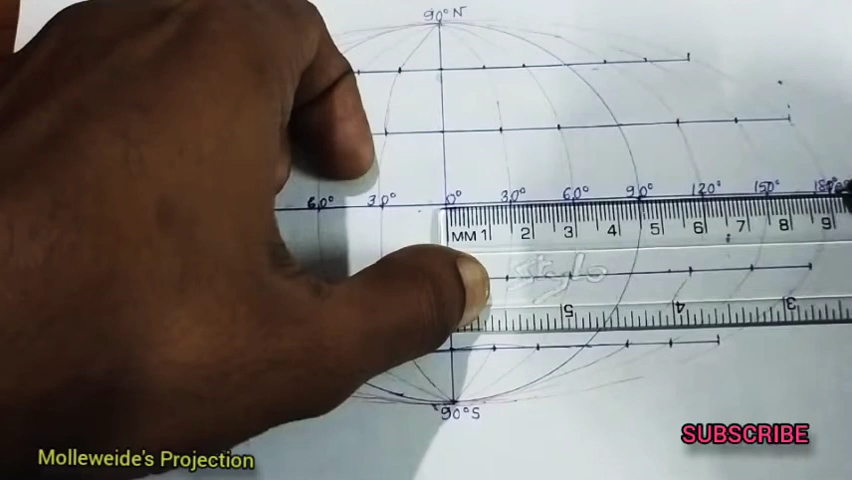 90° N
60° 30° 0° 30° 60° 90° 120° 150° 180°
MM 1 2 3 4 5 6 7 8 9
stylo
5 4 3
90°S
SUBSCRIBE
Molleweide's Projection